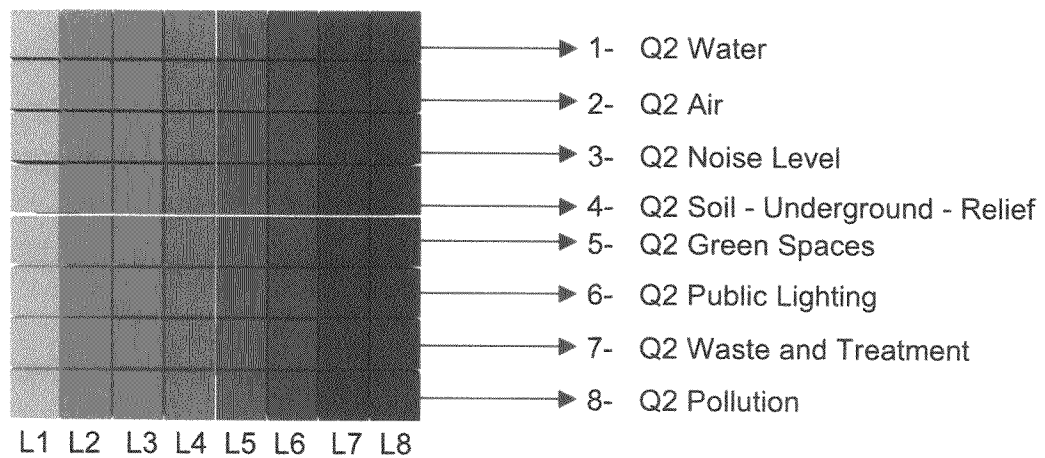 1- Q2 Water
2- Q2 Air
3- Q2 Noise Level
4- Q2 Soil - Underground - Relief
5- Q2 Green Spaces
6- Q2 Public Lighting
7- Q2 Waste and Treatment
8- Q2 Pollution
L1 L2 L3 L4 L5 L6 L7 L8